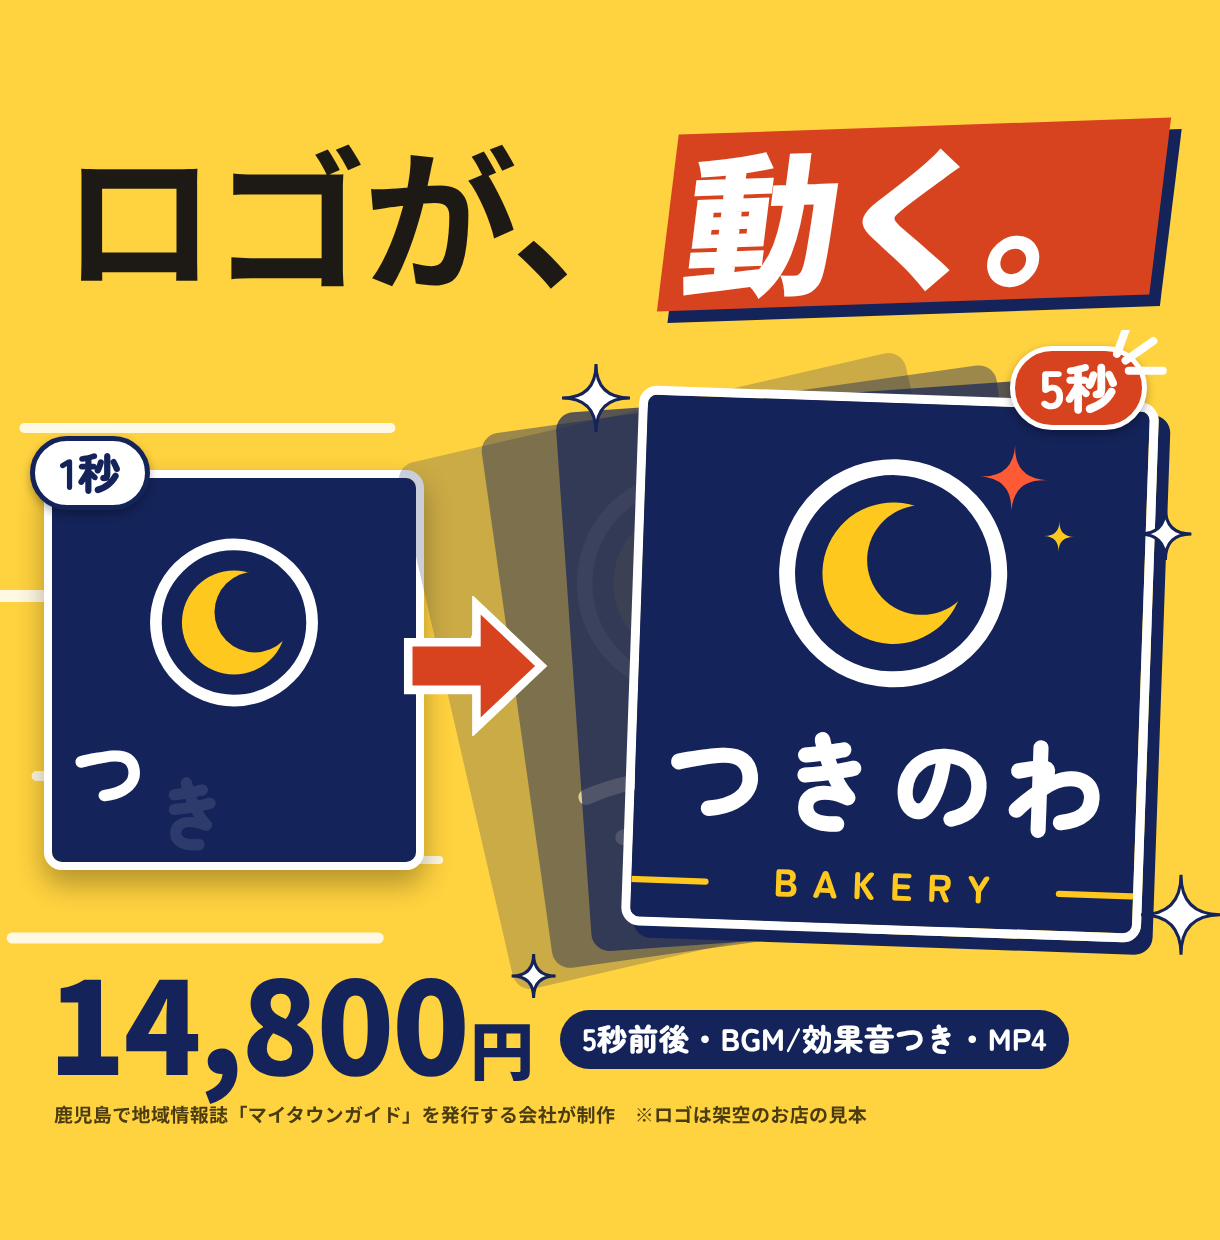 ロゴが、動く。
1秒
5秒
つき
つきのわ
BAKERY
14,800円
5秒前後・BGM/効果音つき・MP4
鹿児島で地域情報誌「マイタウンガイド」を発行する会社が制作　※ロゴは架空のお店の見本